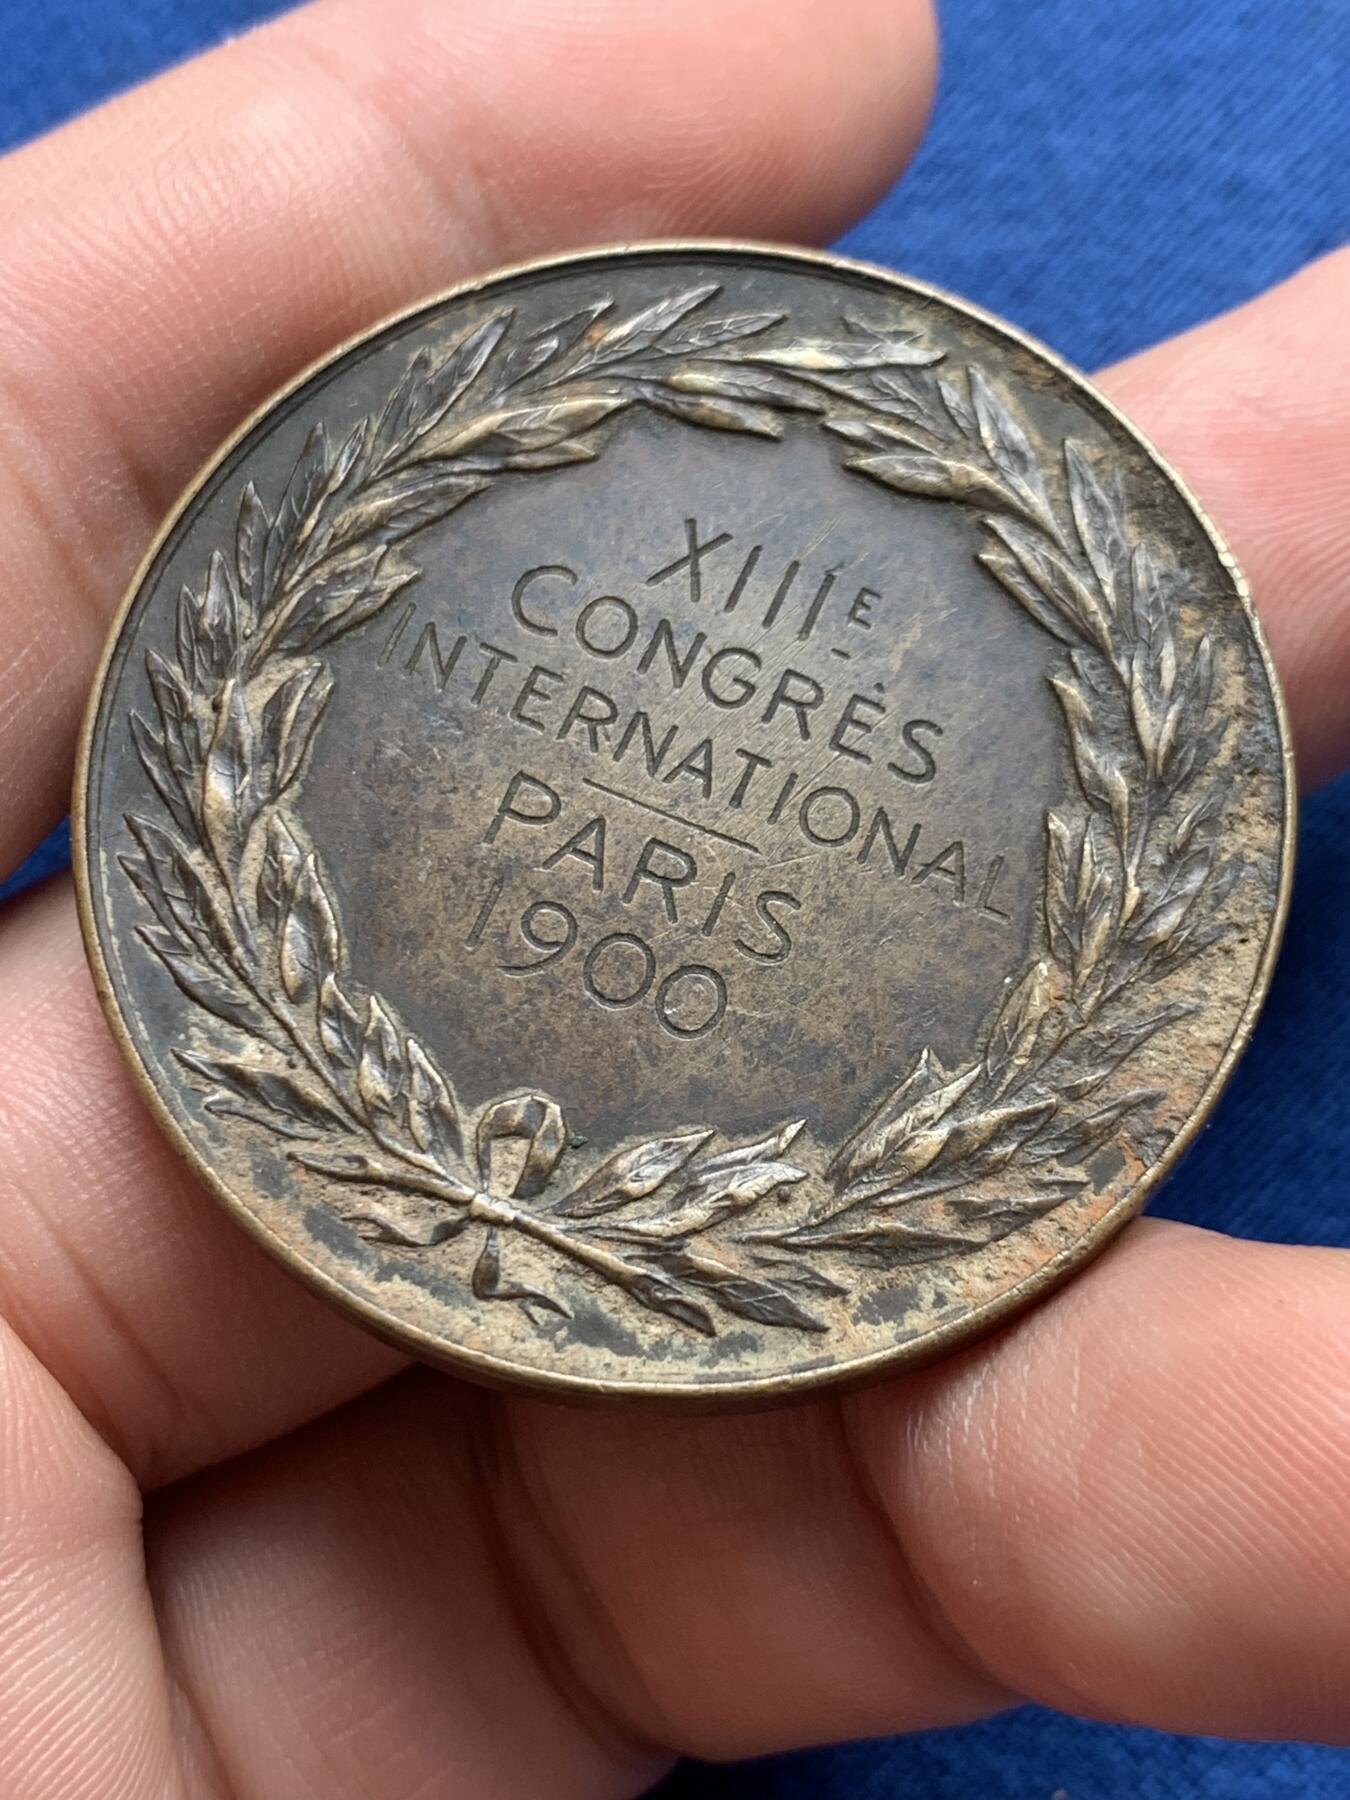 XIIIE
CONGRÈS
INTERNATIONAL
PARIS
1900